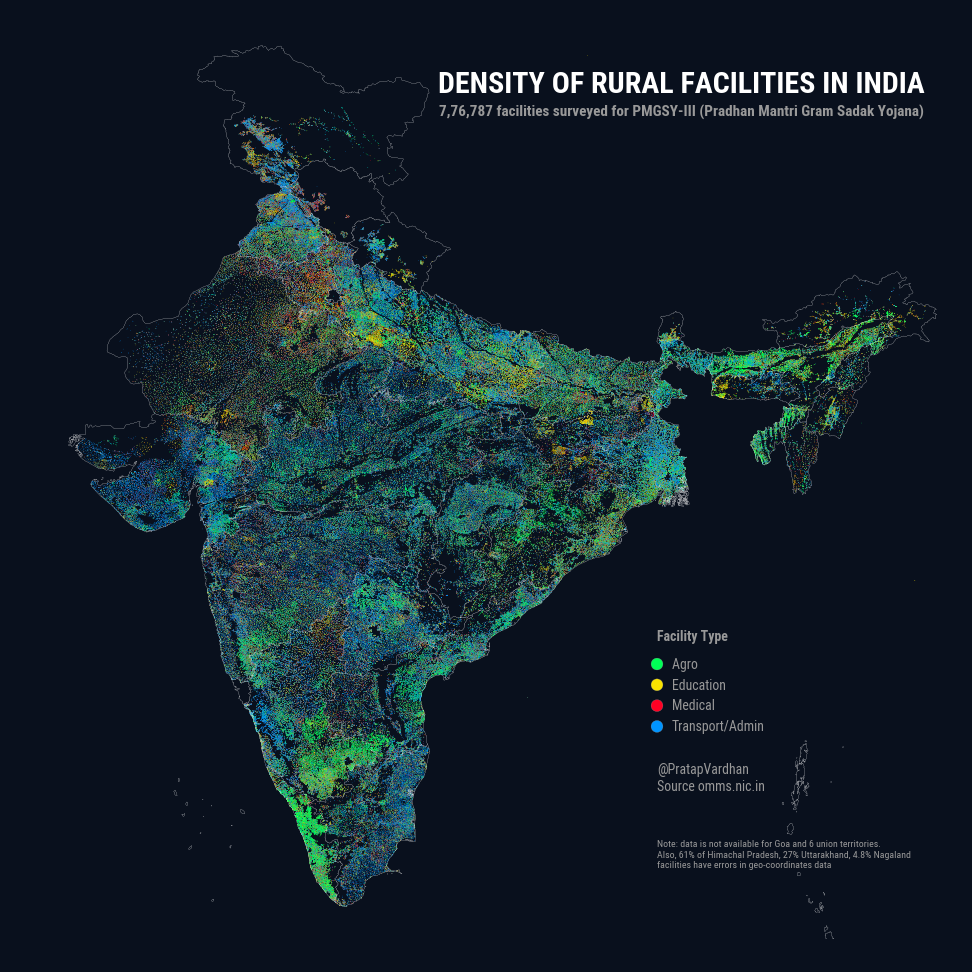 DENSITY OF RURAL FACILITIES IN INDIA
7,76,787 facilities surveyed for PMGSY-III (Pradhan Mantri Gram Sadak Yojana)
Facility Type
Agro
Education
Medical
Transport/Admin
@PratapVardhan
Source omms.nic.in
Note: data is not available for Goa and 6 union territories.
Also, 61% of Himachal Pradesh, 27% Uttarakhand, 4.8% Nagaland
facilities have errors in geo-coordinates data